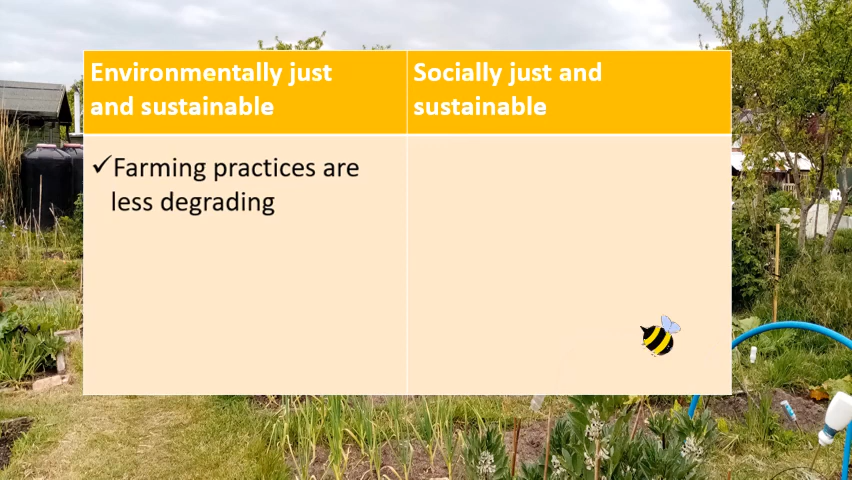 Environmentally just
and sustainable
Socially just and
sustainable
✓Farming practices are
less degrading